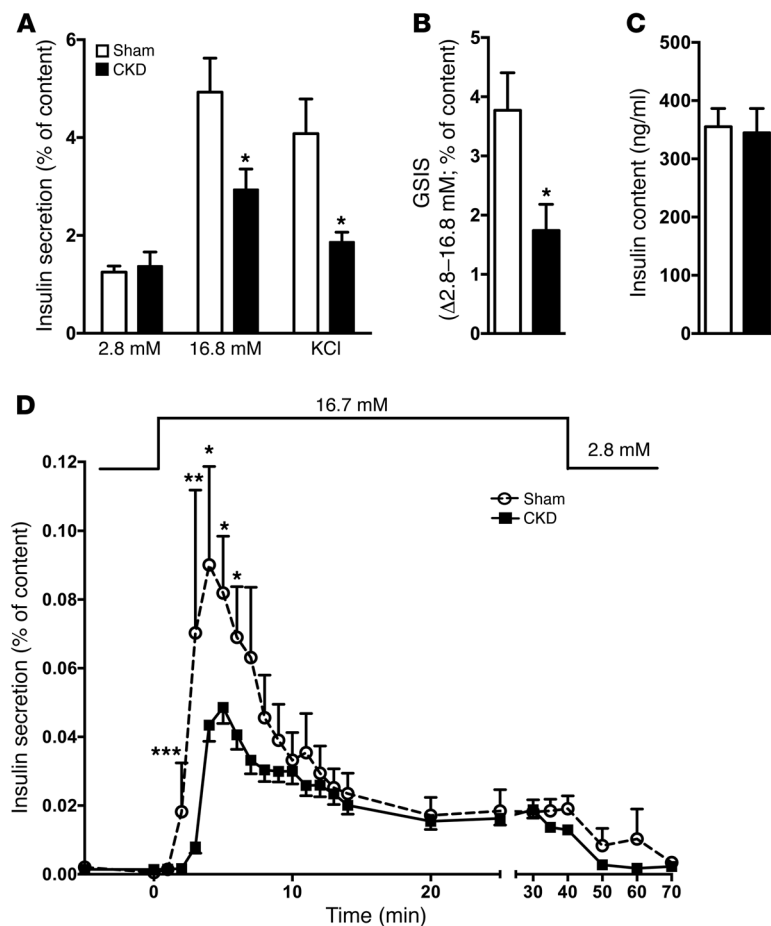 A
Insulin secretion (% of content)
6
4
2
0
Sham
CKD
*
*
2.8 mM
16.8 mM
KCl
B
GSIS
(Δ2.8–16.8 mM; % of content)
5
4
3
2
1
0
*
C
Insulin content (ng/ml)
500
400
300
200
100
0
D
16.7 mM
2.8 mM
Insulin secretion (% of content)
0.12
0.10
0.08
0.06
0.04
0.02
0.00
***
**
*
*
*
Sham
CKD
0
10
20
30
40
50
60
70
Time (min)